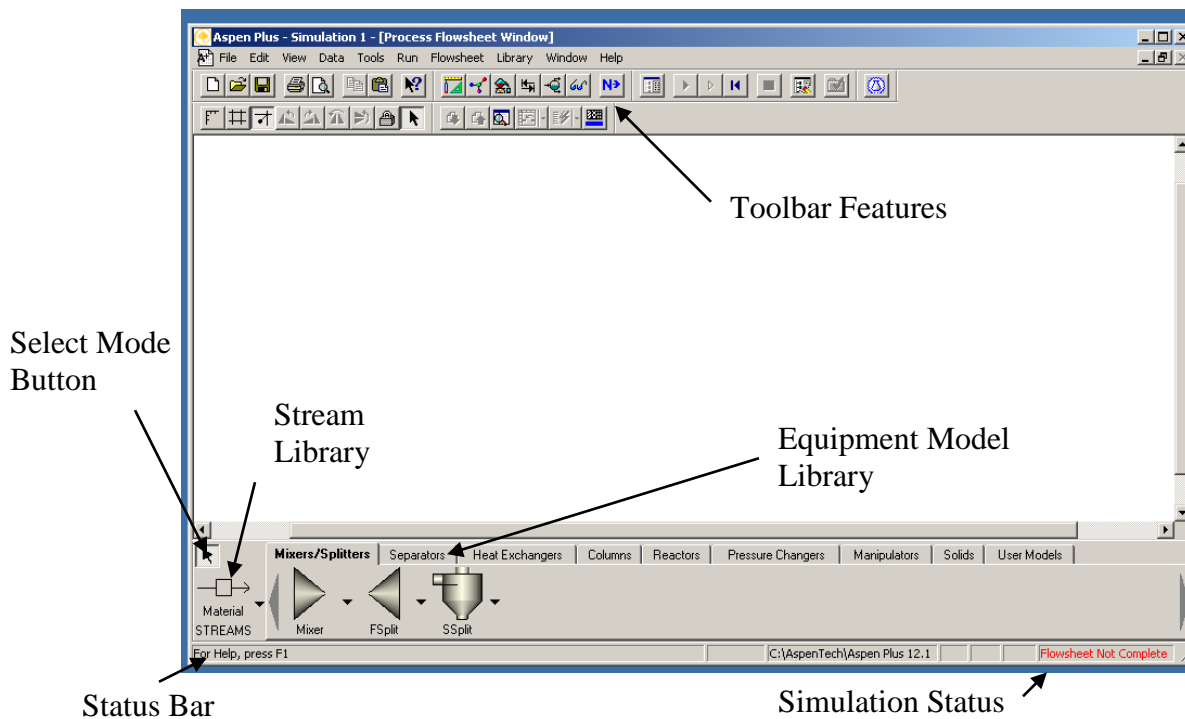 Aspen Plus - Simulation 1 - [Process Flowsheet Window]
File Edit View Data Tools Run Flowsheet Library Window Help
N>
Toolbar Features
Select Mode
Button
Stream
Library
Equipment Model
Library
Mixers/Splitters Separators Heat Exchangers Columns Reactors Pressure Changers Manipulators Solids User Models
Material
STREAMS Mixer FSplit SSplit
For Help, press F1 C:\AspenTech\Aspen Plus 12.1 Flowsheet Not Complete
Status Bar
Simulation Status